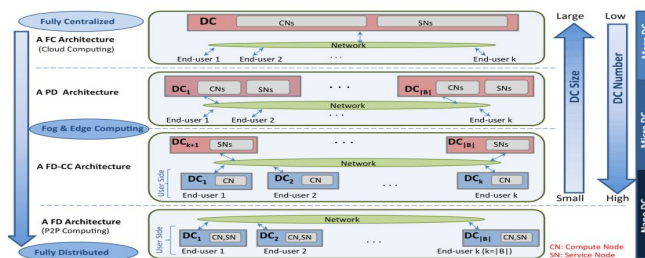 Fully Centralized
A FC Architecture
(Cloud Computing)
DC CNs SNs
Network
End-user 1 End-user 2 . . . End-user k
A PD Architecture
DC1 CNs SNs . . . DC|B| CNs SNs
Network
End-user 1 End-user 2 . . . End-user k
Fog & Edge Computing
A FD-CC Architecture
DCk+1 SNs . . . DC|B| SNs
Network
User Side
DC1 CN DC2 CN . . . DCk CN
End-user 1 End-user 2 End-user k
A FD Architecture
(P2P Computing)
Fully Distributed
Network
User Side
DC1 CN,SN DC2 CN,SN . . . DC|B| CN,SN
End-user 1 End-user 2 End-user k (k=|B|)
Large
DC Size
Small
Low
DC Number
High
Micro DC
CN: Compute Node
SN: Service Node